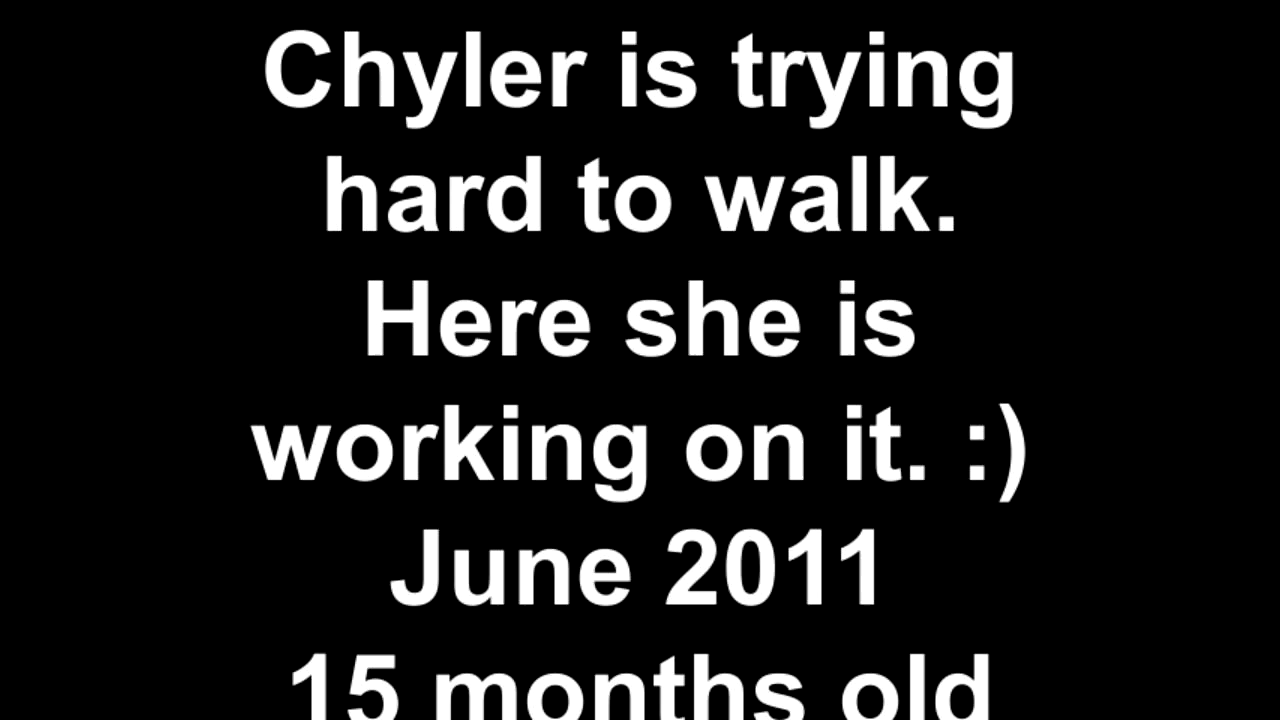 Chyler is trying
hard to walk.
Here she is
working on it. :)
June 2011
15 months old